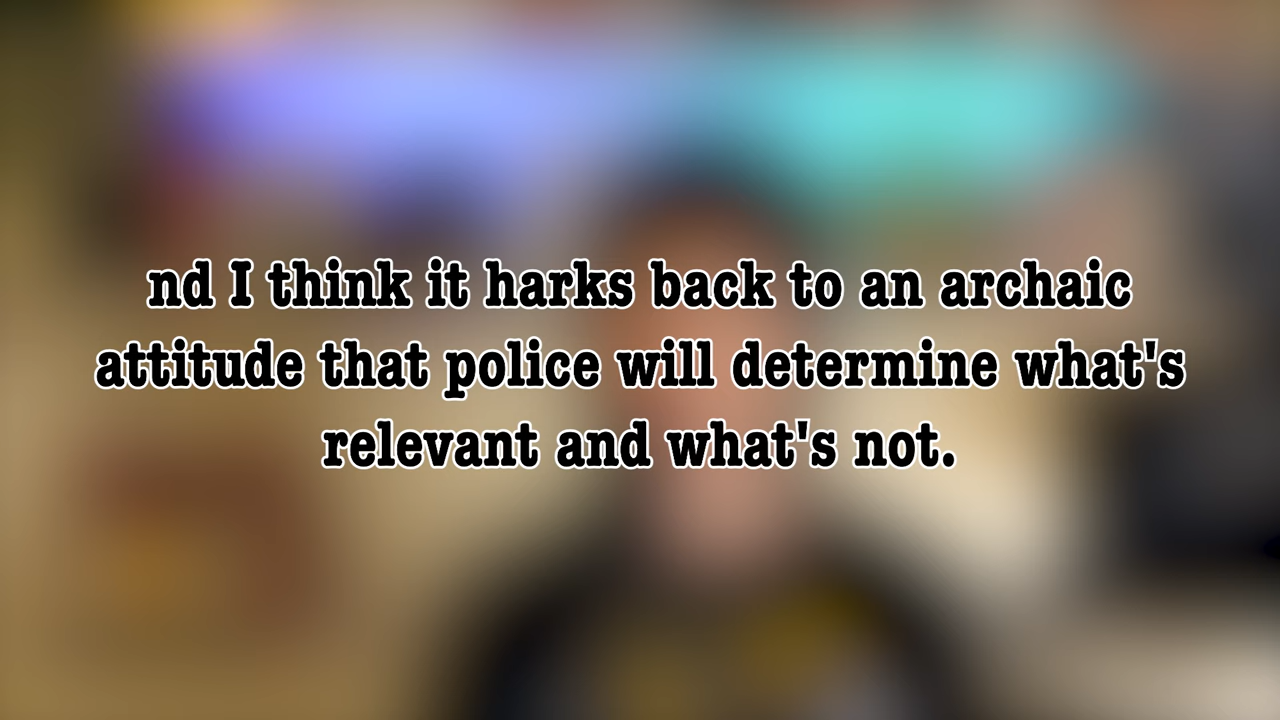 nd I think it harks back to an archaic
attitude that police will determine what's
relevant and what's not.